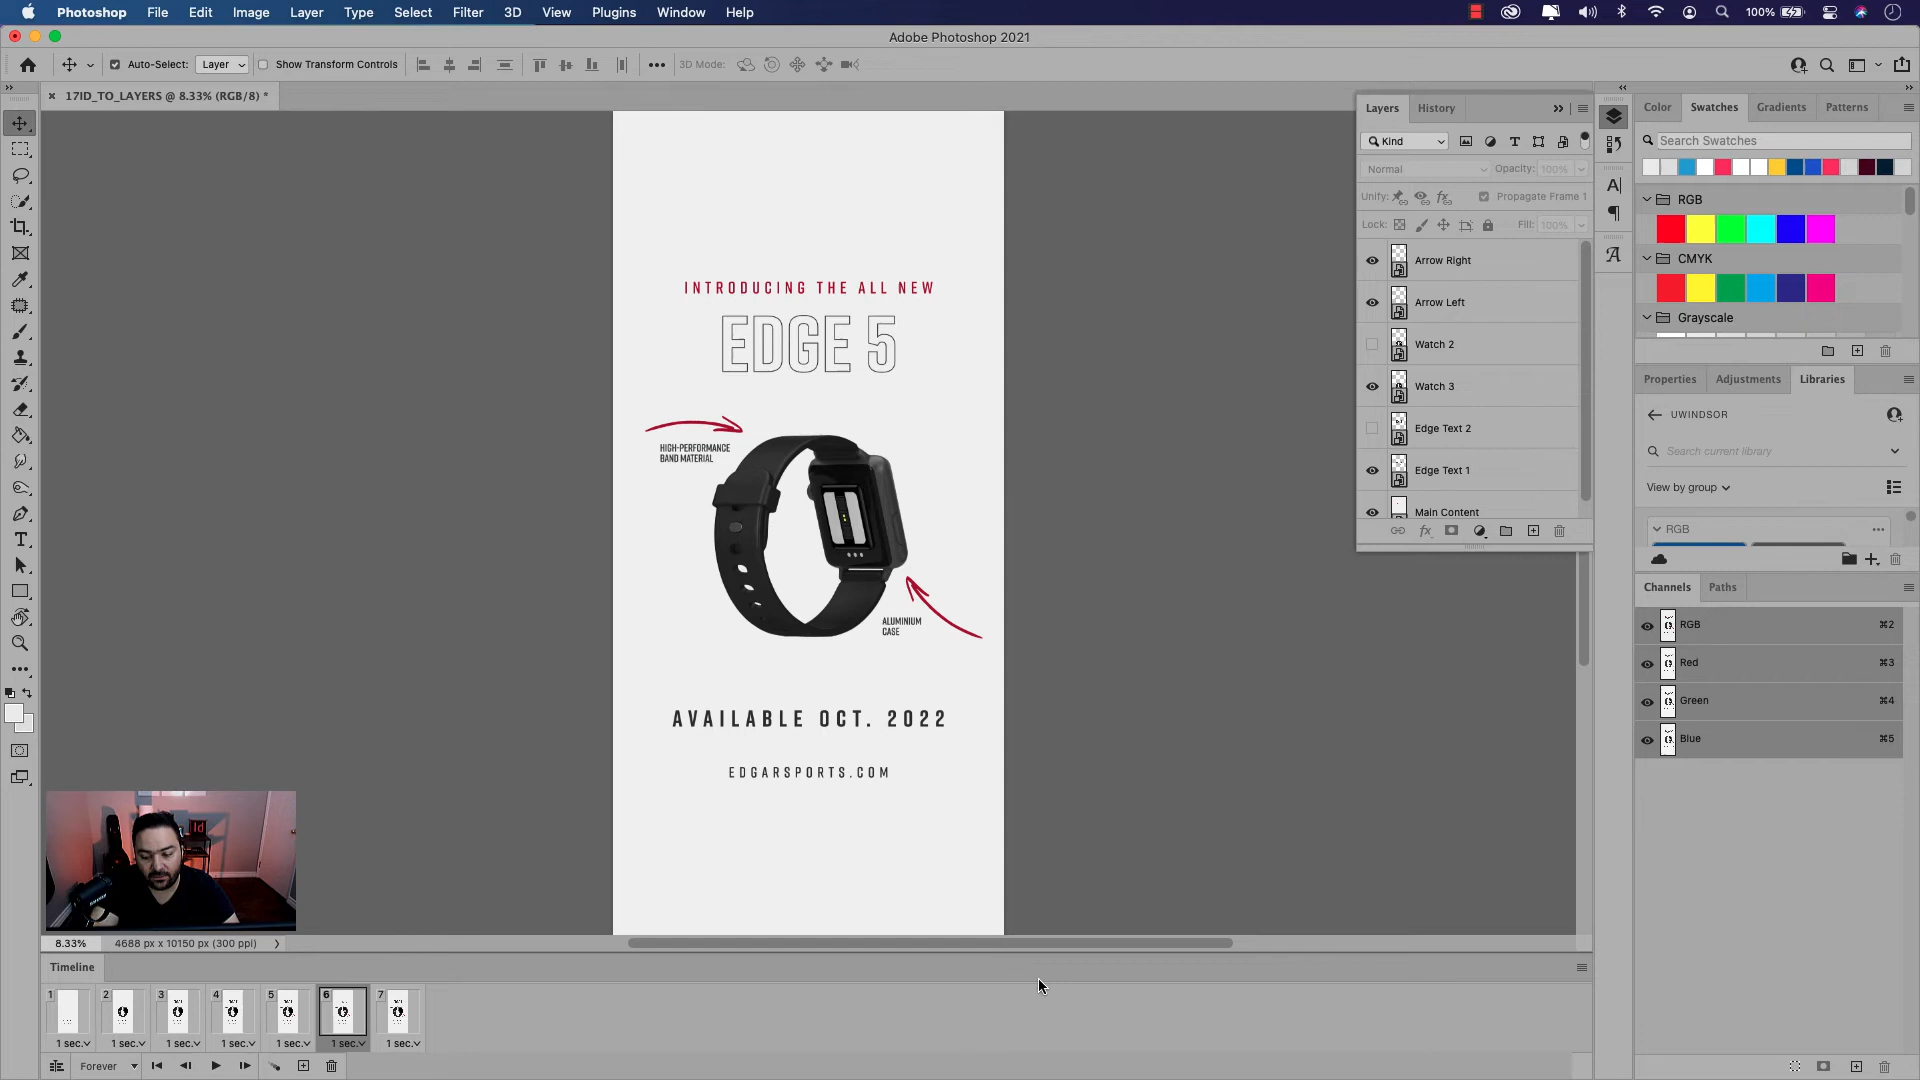 Photoshop File Edit Image Layer Type Select Filter 3D View Plugins Window Help 100%
Adobe Photoshop 2021
Auto-Select: Layer Show Transform Controls 3D Mode:
17ID_TO_LAYERS @ 8.33% (RGB/8) *
INTRODUCING THE ALL NEW
EDGE 5
HIGH-PERFORMANCE
BAND MATERIAL
ALUMINIUM
CASE
AVAILABLE OCT. 2022
EDGARSPORTS.COM
Id
Layers History
Kind
Normal Opacity: 100%
Unify: Propagate Frame 1
Lock: Fill: 100%
Arrow Right
Arrow Left
Watch 2
Watch 3
Edge Text 2
Edge Text 1
Main Content
fx
Color Swatches Gradients Patterns
Search Swatches
RGB
CMYK
Grayscale
Properties Adjustments Libraries
UWINDSOR
Search current library
View by group
RGB
Channels Paths
RGB ⌘2
Red ⌘3
Green ⌘4
Blue ⌘5
8.33% 4688 px x 10150 px (300 ppi)
Timeline
1 2 3 4 5 6 7
1 sec. 1 sec. 1 sec. 1 sec. 1 sec. 1 sec. 1 sec.
Forever